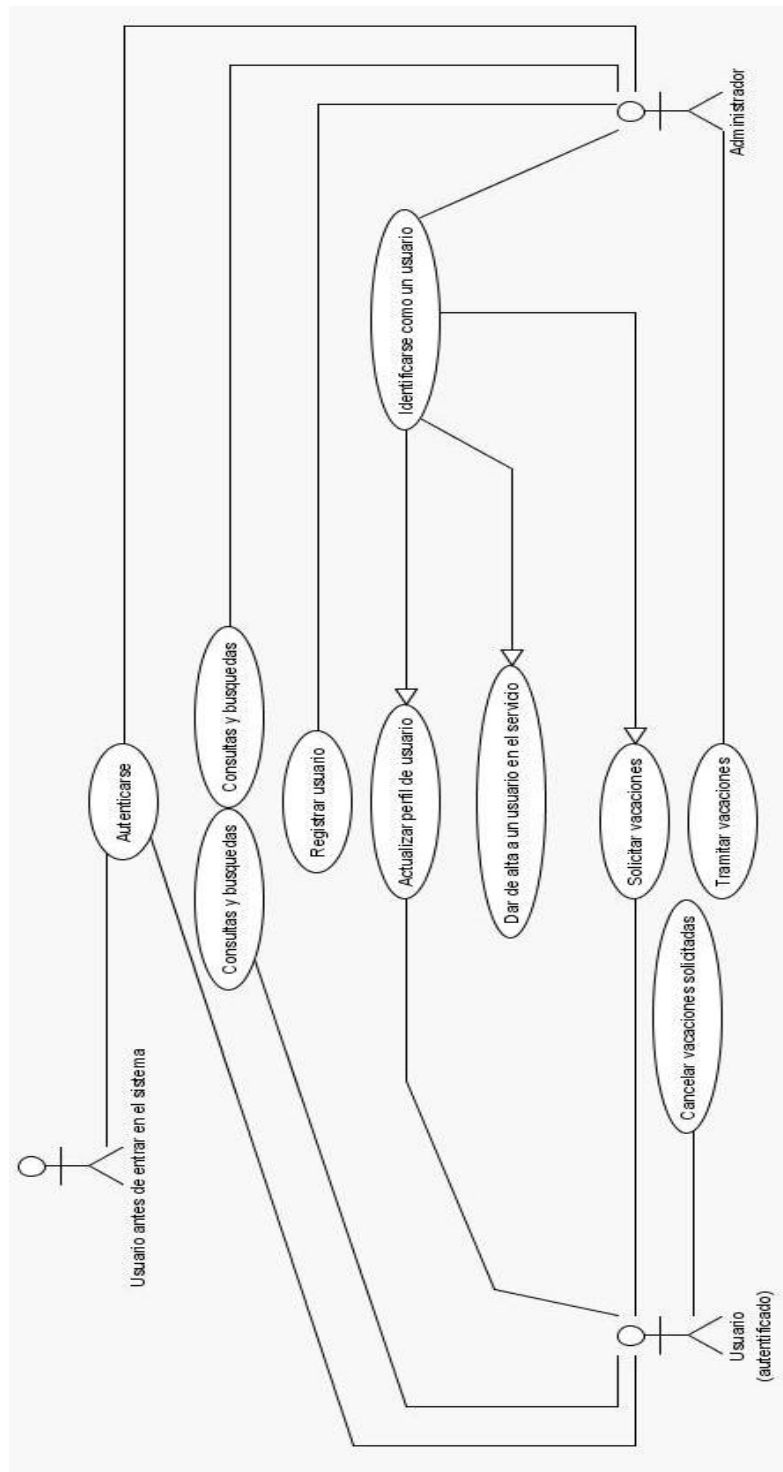 Usuario antes de entrar en el sistema
Autenticarse
Consultas y busquedas
Consultas y busquedas
Registrar usuario
Identificarse como un usuario
Actualizar perfil de usuario
Dar de alta a un usuario en el servicio
Solicitar vacaciones
Cancelar vacaciones solicitadas
Tramitar vacaciones
Usuario
(autentificado)
Administrador